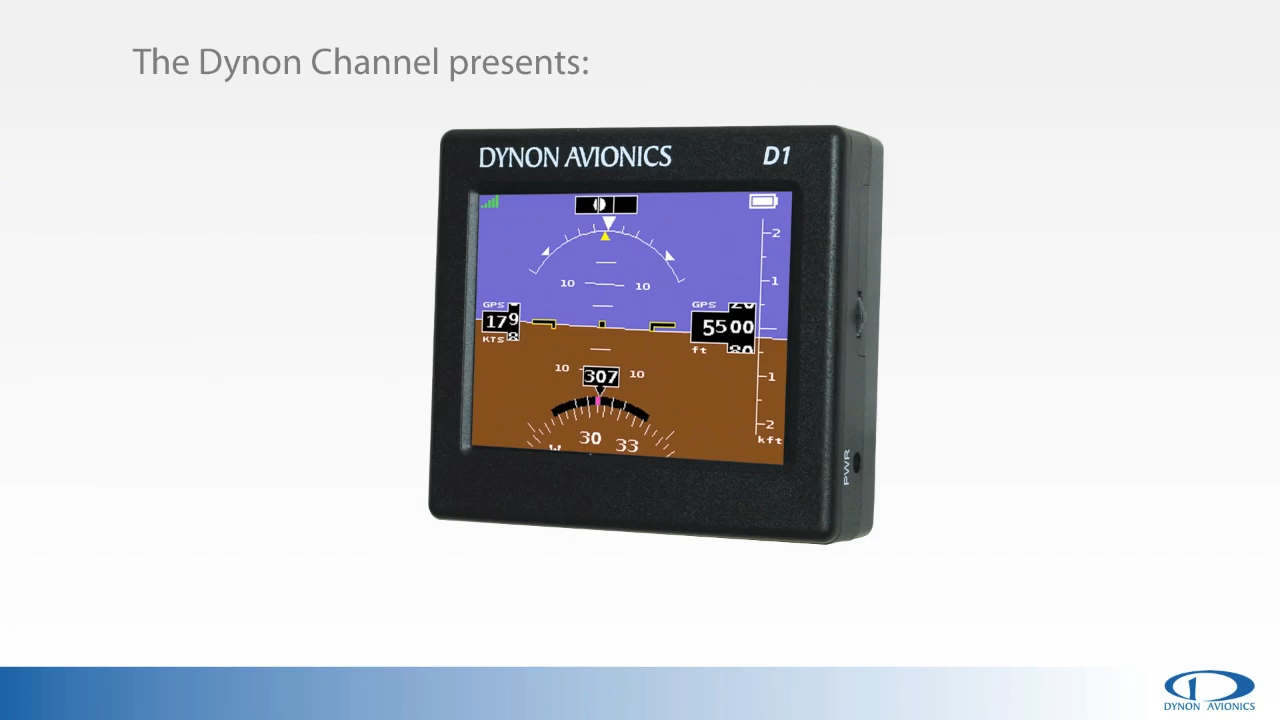 The Dynon Channel presents:
DYNON AVIONICS D1
2
1
10 10
GPS GPS
179 5500
KTS ft
10 10
307
1
2
kft
W 30 33
PWR
DYNON AVIONICS